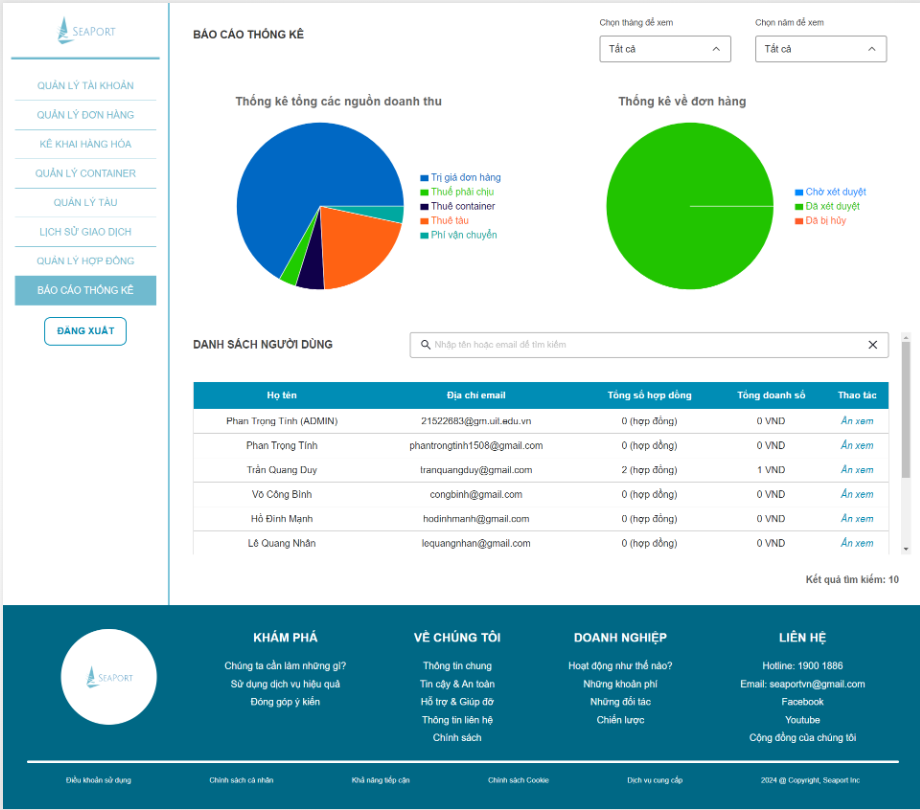 SEAPORT
QUẢN LÝ TÀI KHOẢN
QUẢN LÝ ĐƠN HÀNG
KÊ KHAI HÀNG HÓA
QUẢN LÝ CONTAINER
QUẢN LÝ TÀU
LỊCH SỬ GIAO DỊCH
QUẢN LÝ HỢP ĐỒNG
BÁO CÁO THỐNG KÊ
ĐĂNG XUẤT
BÁO CÁO THỐNG KÊ
Chọn tháng để xem
Tất cả
Chọn năm để xem
Tất cả
Thống kê tổng các nguồn doanh thu
Trị giá đơn hàng
Thuế phải chịu
Thuê container
Thuê tàu
Phí vận chuyển
Thống kê về đơn hàng
Chờ xét duyệt
Đã xét duyệt
Đã bị hủy
DANH SÁCH NGƯỜI DÙNG
Nhập tên hoặc email để tìm kiếm
Họ tên Địa chỉ email Tổng số hợp đồng Tổng doanh số Thao tác
Phan Trọng Tính (ADMIN) 21522683@gm.uit.edu.vn 0 (hợp đồng) 0 VND Ấn xem
Phan Trọng Tính phantrongtinh1508@gmail.com 0 (hợp đồng) 0 VND Ấn xem
Trần Quang Duy tranquangduy@gmail.com 2 (hợp đồng) 1 VND Ấn xem
Võ Công Bình congbinh@gmail.com 0 (hợp đồng) 0 VND Ấn xem
Hồ Đình Mạnh hodinhmanh@gmail.com 0 (hợp đồng) 0 VND Ấn xem
Lê Quang Nhân lequangnhan@gmail.com 0 (hợp đồng) 0 VND Ấn xem
Kết quả tìm kiếm: 10
SEAPORT
KHÁM PHÁ
Chúng ta cần làm những gì?
Sử dụng dịch vụ hiệu quả
Đóng góp ý kiến
VỀ CHÚNG TÔI
Thông tin chung
Tin cậy & An toàn
Hỗ trợ & Giúp đỡ
Thông tin liên hệ
Chính sách
DOANH NGHIỆP
Hoạt động như thế nào?
Những khoản phí
Những đối tác
Chiến lược
LIÊN HỆ
Hotline: 1900 1886
Email: seaportvn@gmail.com
Facebook
Youtube
Cộng đồng của chúng tôi
Điều khoản sử dụng Chính sách cá nhân Khả năng tiếp cận Chính sách Cookie Dịch vụ cung cấp 2024 @ Copyright, Seaport Inc